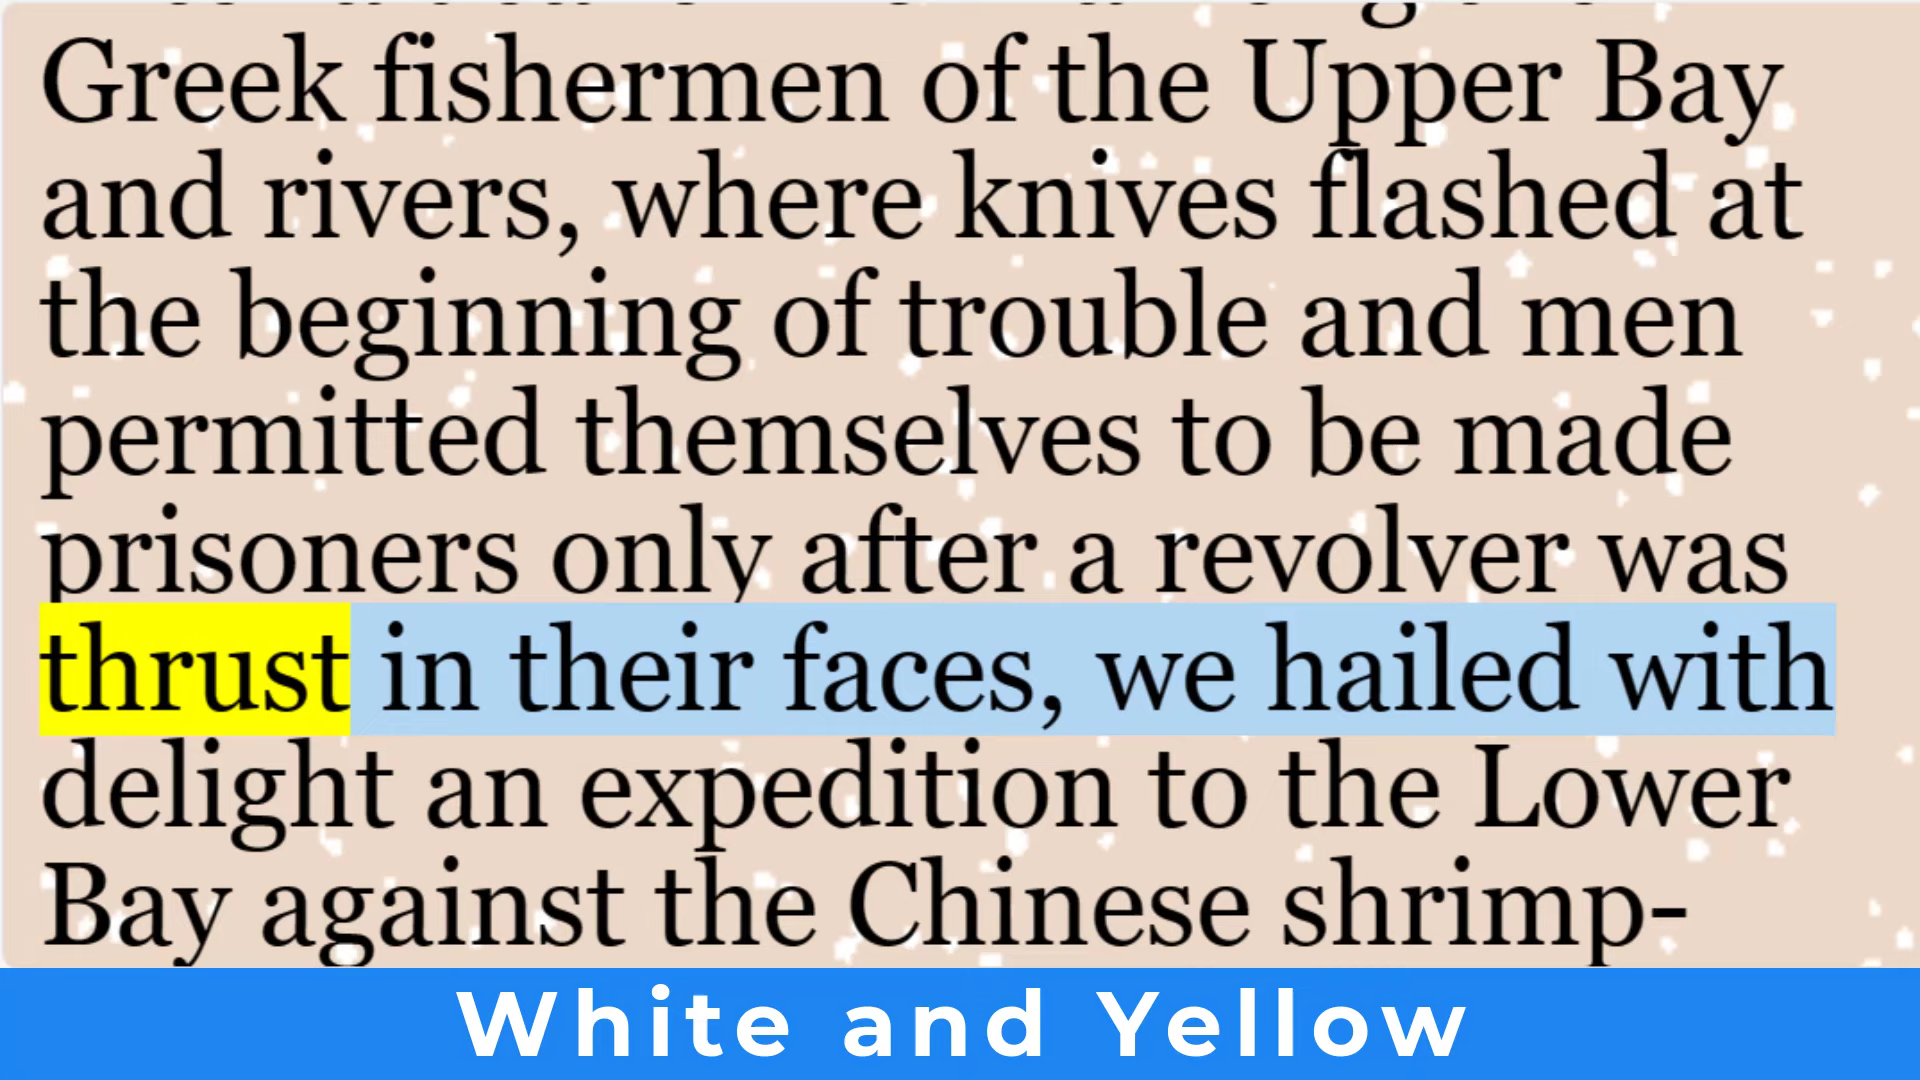 Greek fishermen of the Upper Bay
and rivers, where knives flashed at
the beginning of trouble and men
permitted themselves to be made
prisoners only after a revolver was
thrust in their faces, we hailed with
delight an expedition to the Lower
Bay against the Chinese shrimp-
White and Yellow